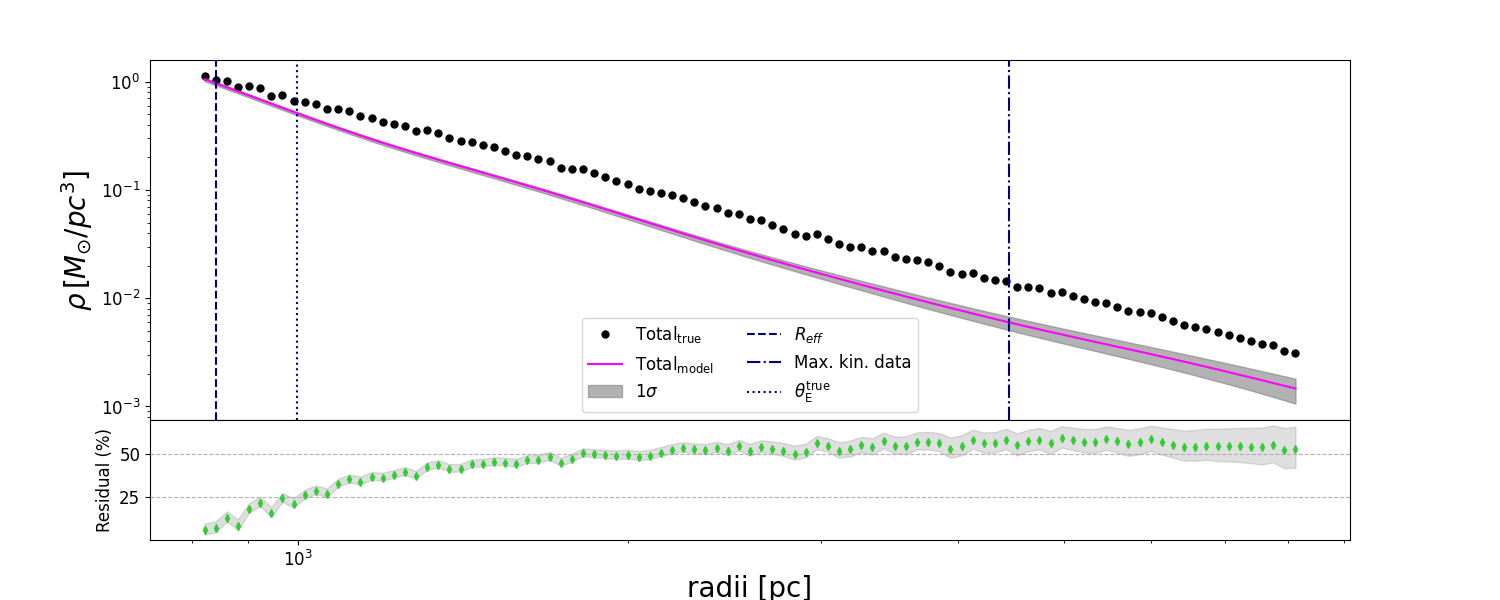 10⁰
10⁻¹
10⁻²
10⁻³
ρ [M⊙/pc³]
Total_true
Total_model
1σ
R_eff
Max. kin. data
θ_E^true
50
25
Residual (%)
10³
radii [pc]